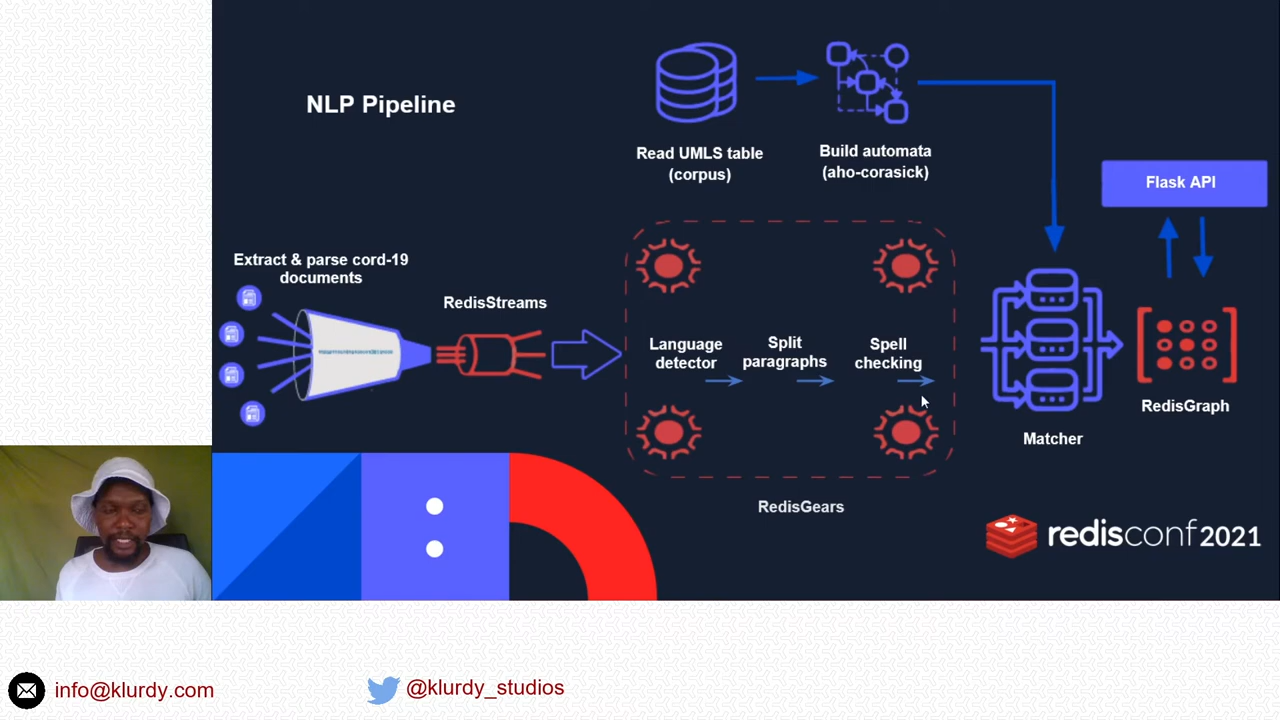 NLP Pipeline
Read UMLS table
(corpus)
Build automata
(aho-corasick)
Flask API
Extract & parse cord-19
documents
RedisStreams
Language
detector
Split
paragraphs
Spell
checking
RedisGraph
Matcher
RedisGears
redisconf 2021
info@klurdy.com
@klurdy_studios